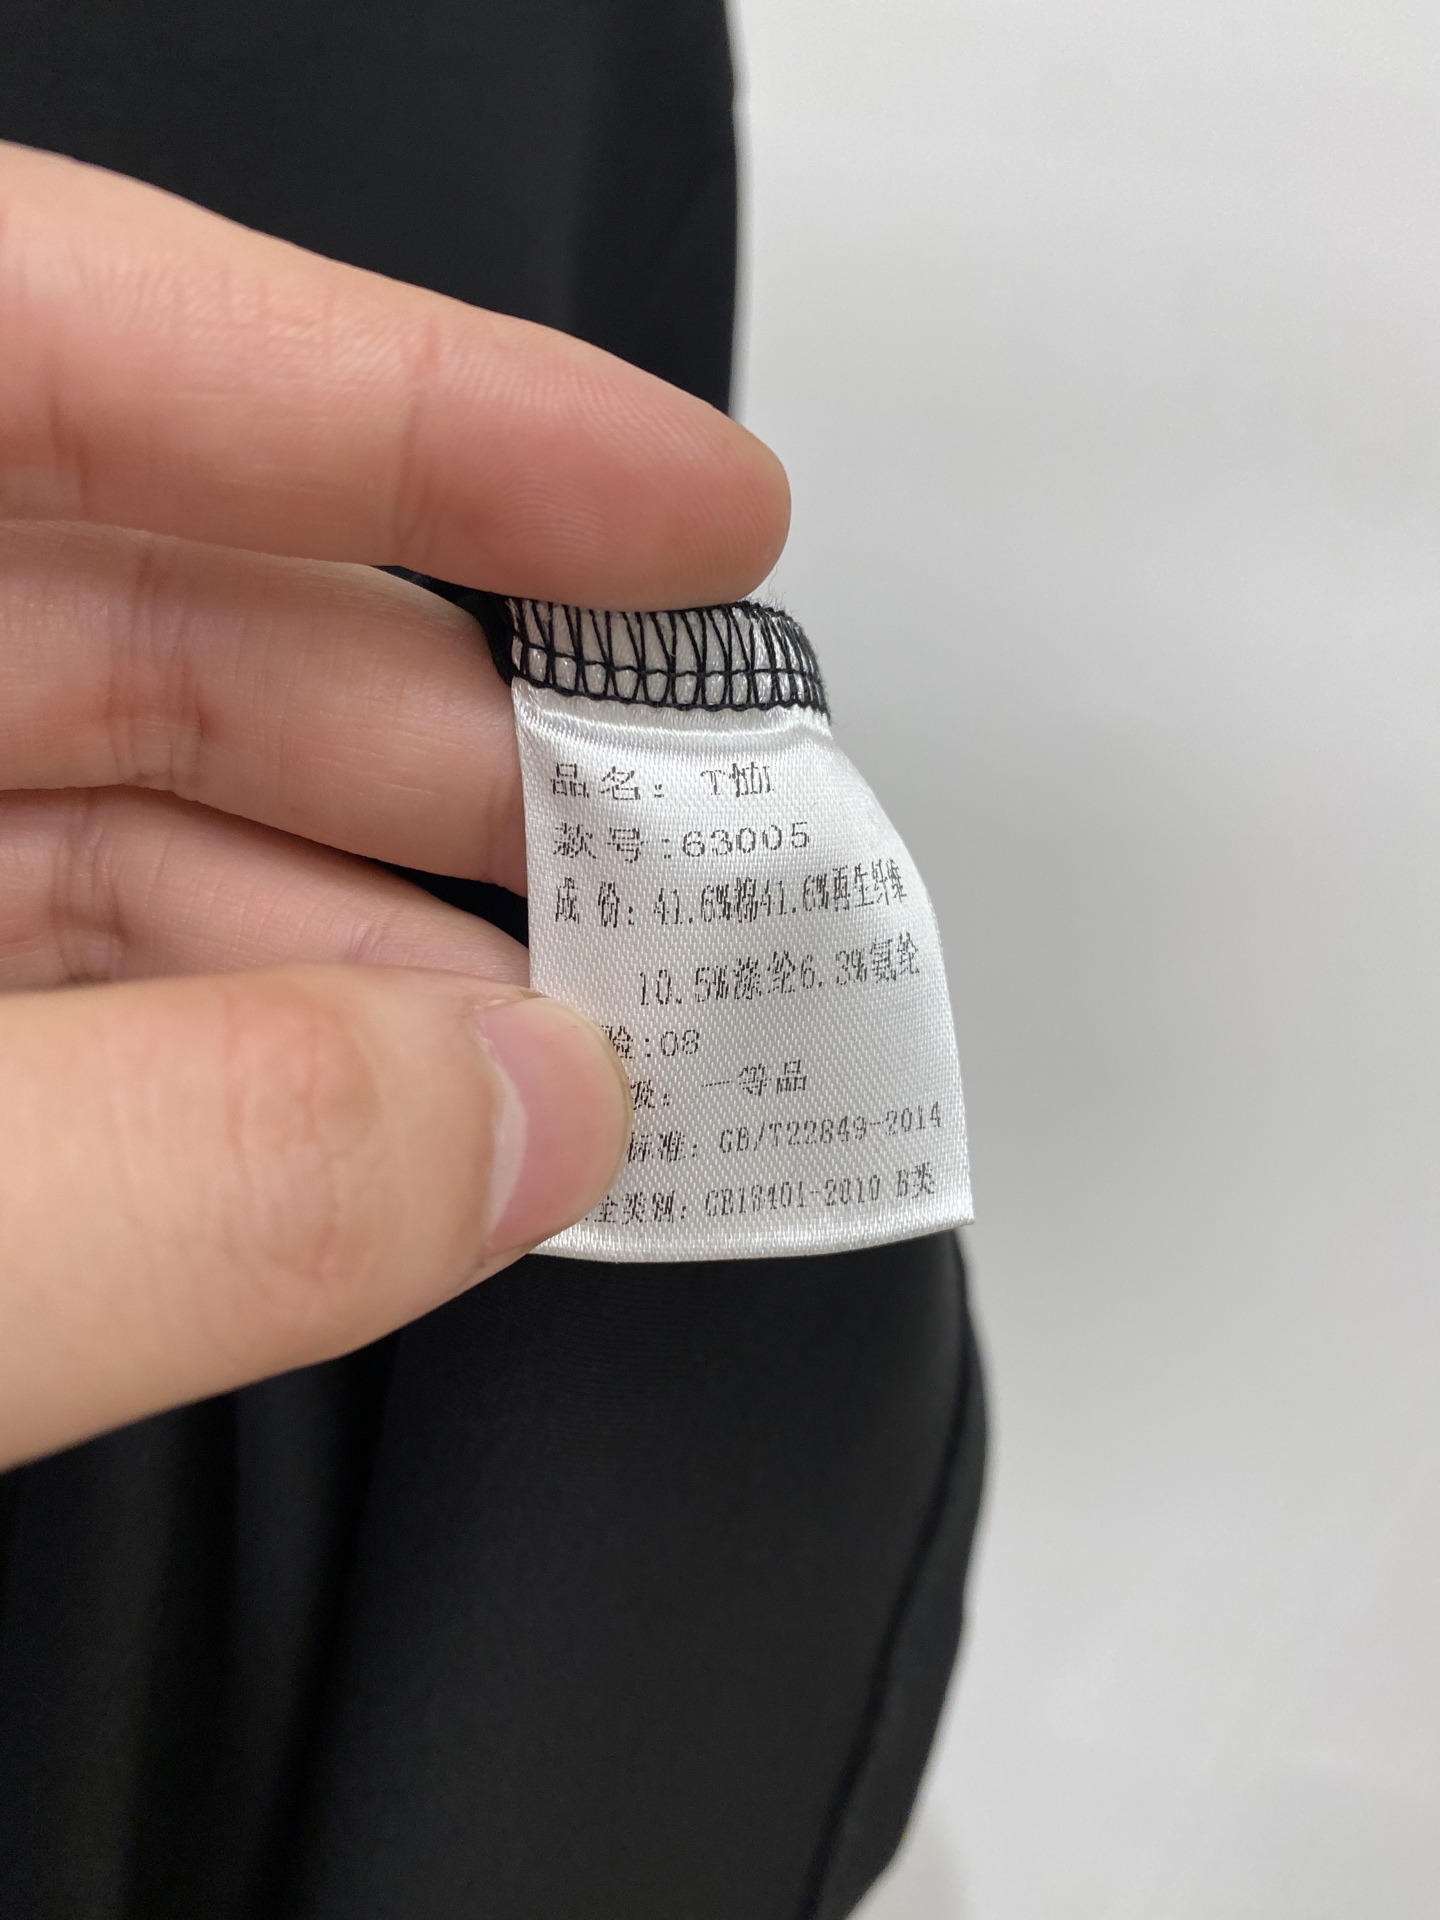 品名: T恤
款号:63005
成份: 41.6%棉41.6%再生纤维
10.5%涤纶6.3%氨纶
验:08
级: 一等品
标准: GB/T22849-2014
全类别: GB18401-2010 B类